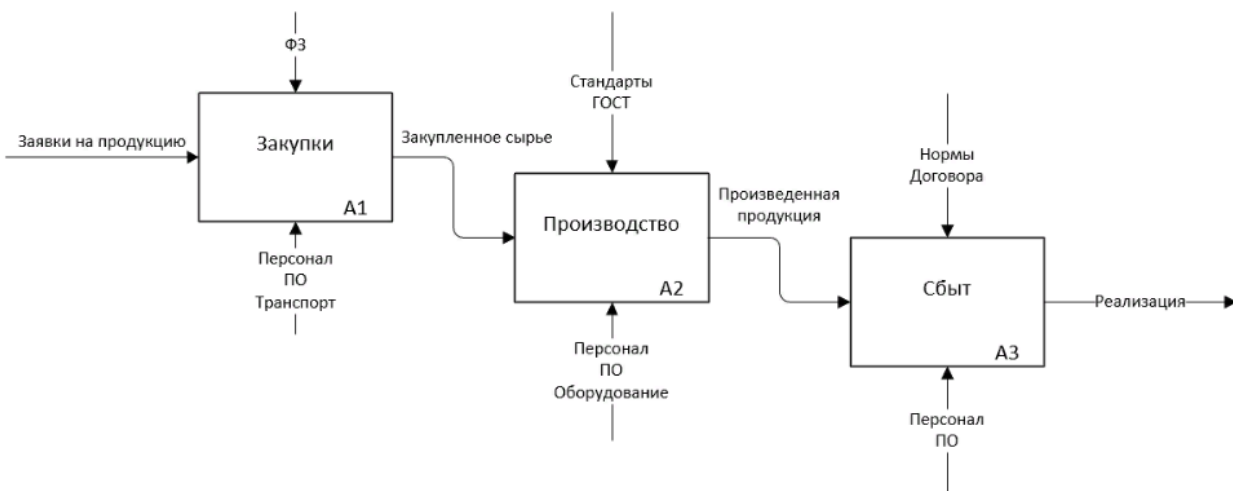 ФЗ
Заявки на продукцию
Закупки
А1
Персонал
ПО
Транспорт
Закупленное сырье
Стандарты
ГОСТ
Производство
А2
Персонал
ПО
Оборудование
Произведенная
продукция
Нормы
Договора
Сбыт
А3
Персонал
ПО
Реализация